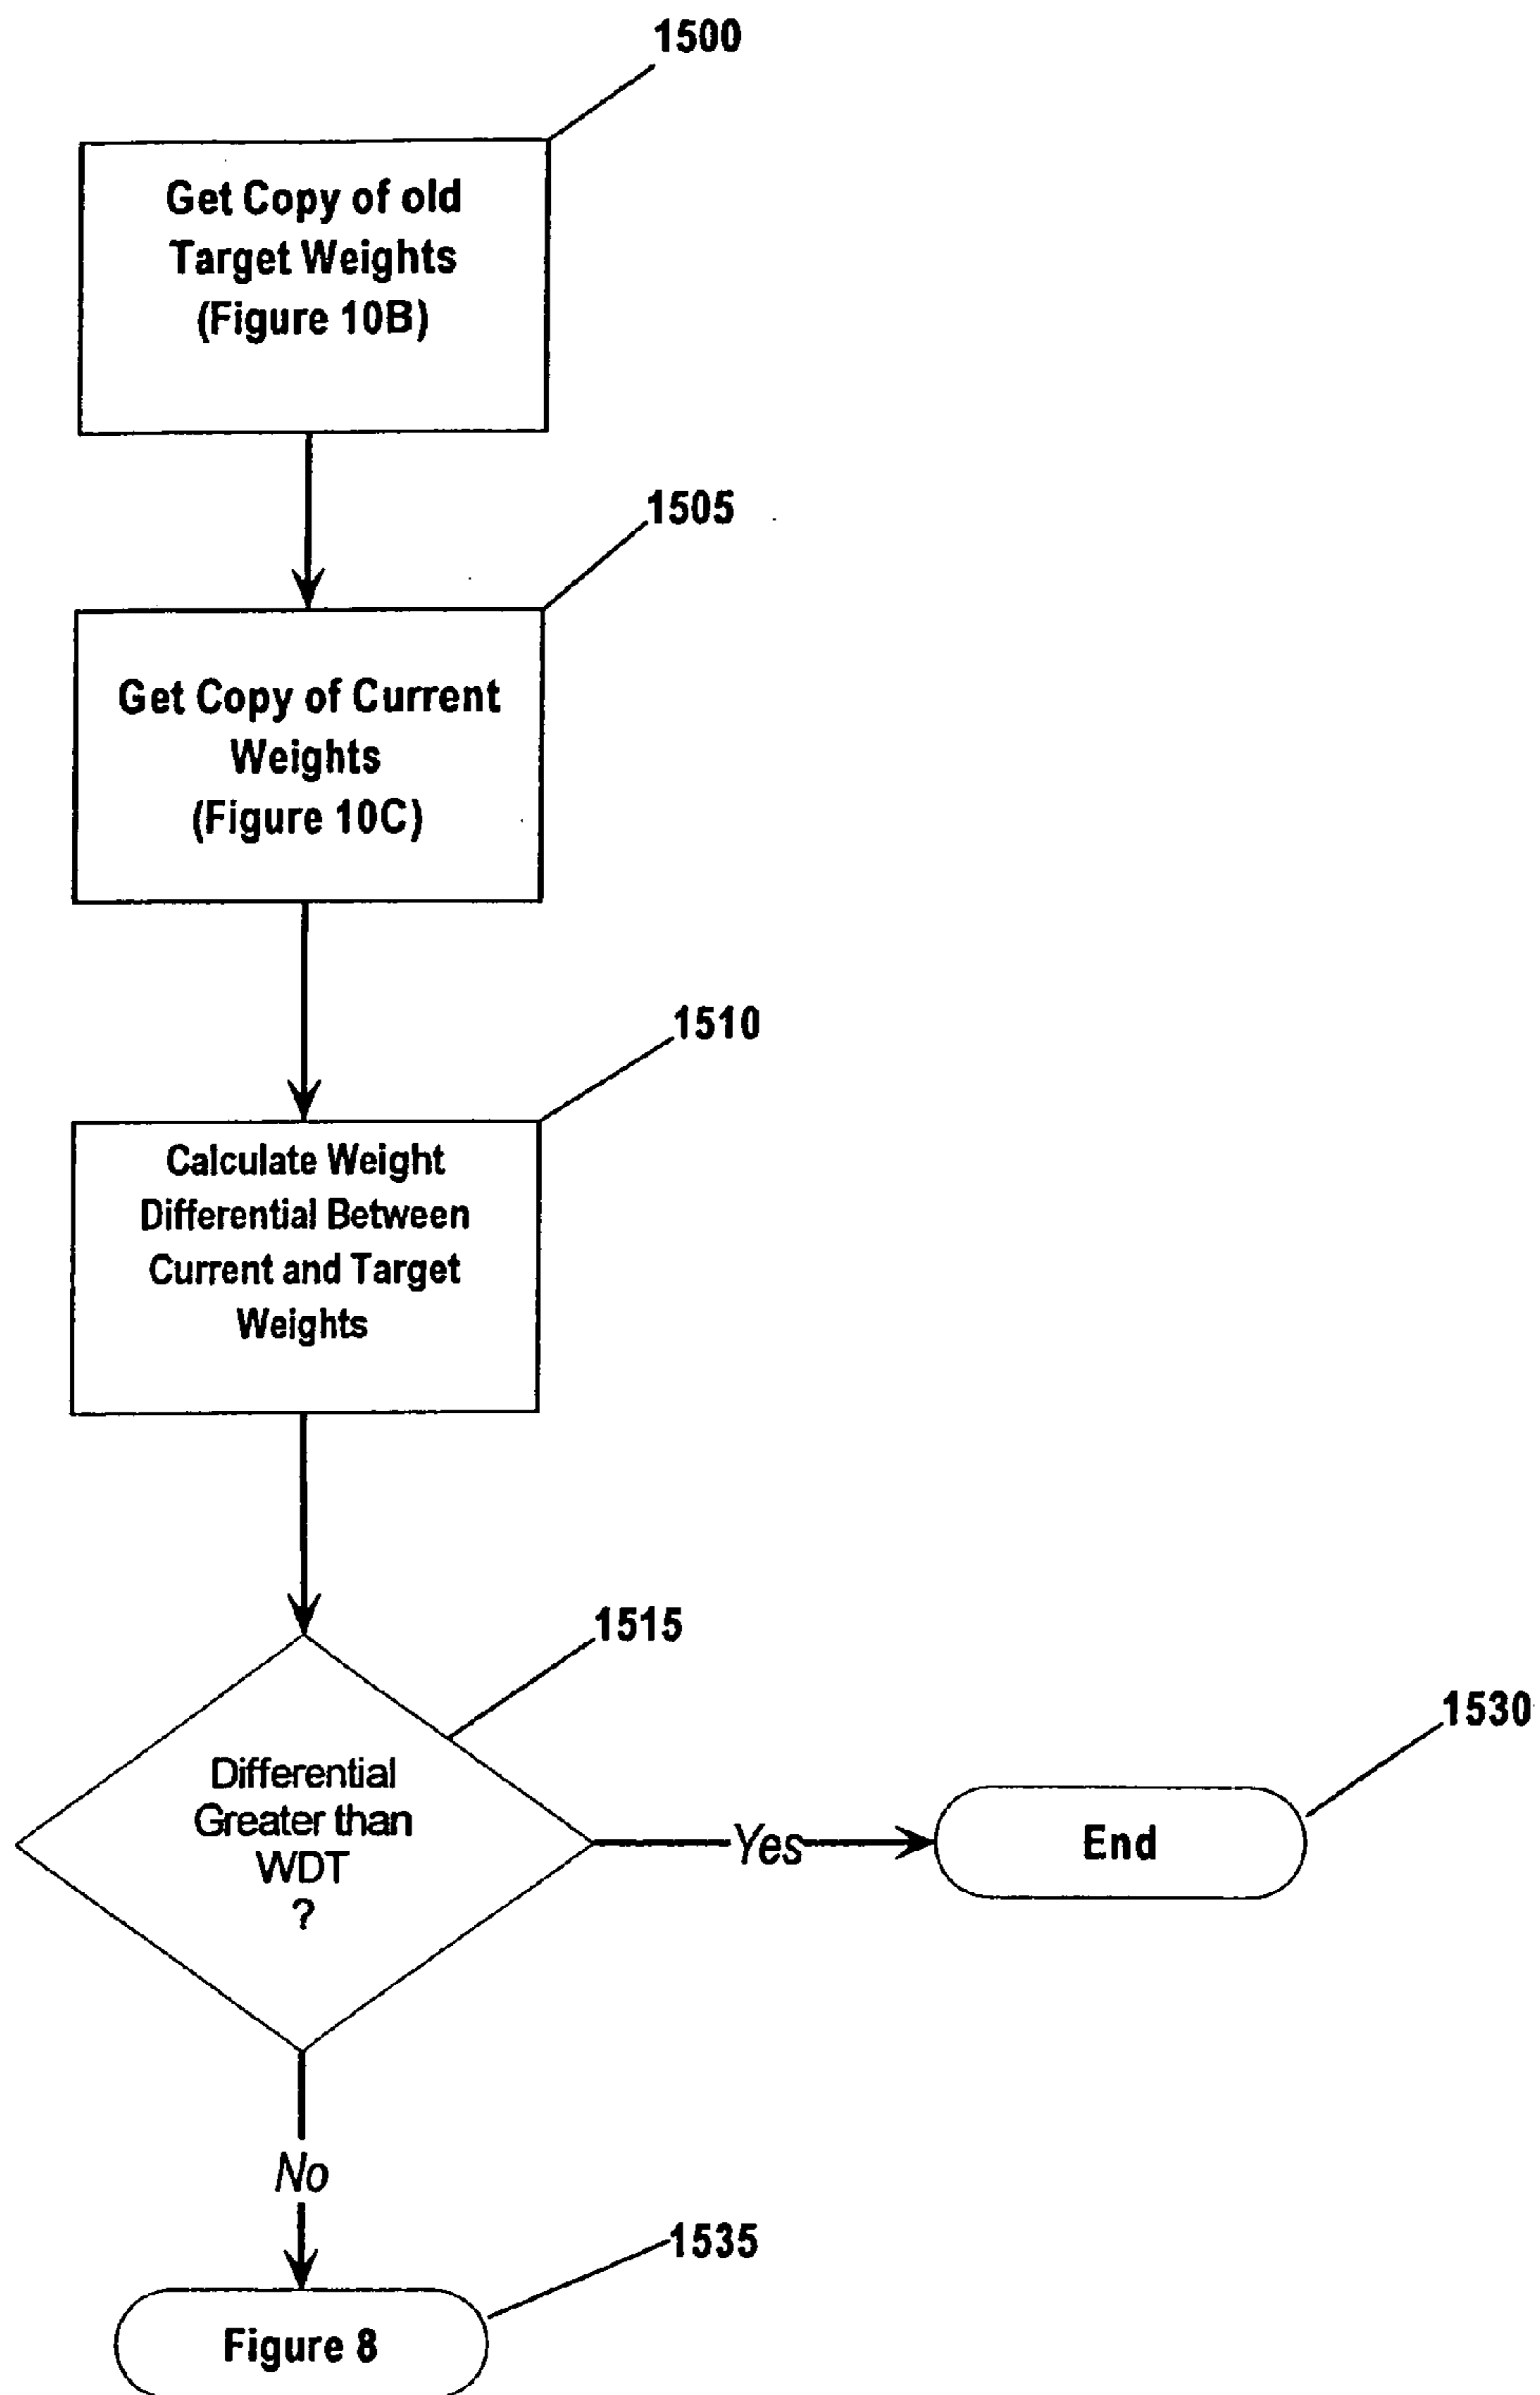 1500
Get Copy of old
Target Weights
(Figure 10B)
1505
Get Copy of Current
Weights
(Figure 10C)
1510
Calculate Weight
Differential Between
Current and Target
Weights
1515
Differential
Greater than
WDT
?
Yes
1530
End
No
1535
Figure 8